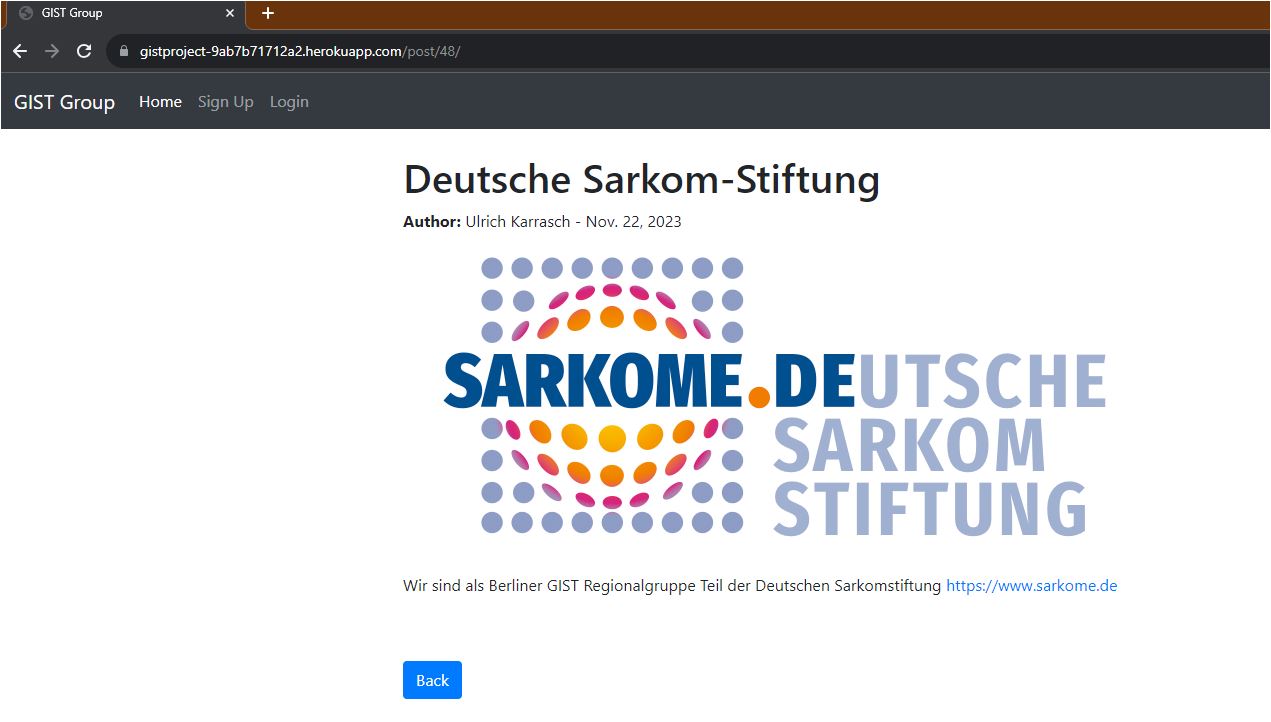 GIST Group
gistproject-9ab7b71712a2.herokuapp.com/post/48/
GIST Group Home Sign Up Login
Deutsche Sarkom-Stiftung
Author: Ulrich Karrasch - Nov. 22, 2023
SARKOME.DEUTSCHE
SARKOM
STIFTUNG
Wir sind als Berliner GIST Regionalgruppe Teil der Deutschen Sarkomstiftung https://www.sarkome.de
Back